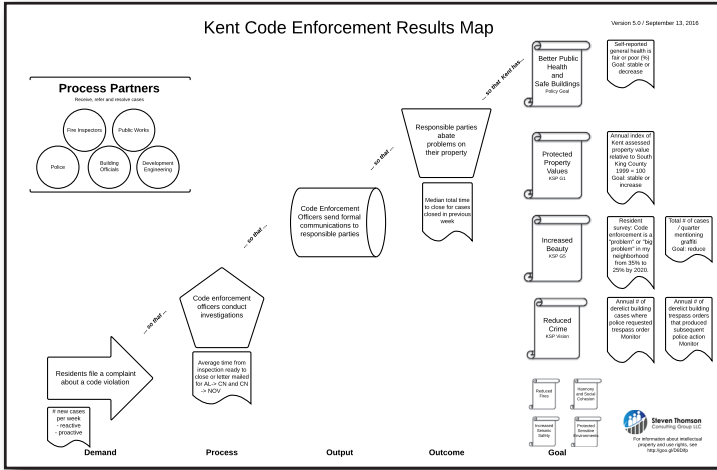 Kent Code Enforcement Results Map
Version 5.0 / September 13, 2016
Process Partners
Receive, refer and resolve cases
Fire Inspectors
Public Works
Police
Building
Officials
Development
Engineering
Residents file a complaint
about a code violation
# new cases
per week
- reactive
- proactive
Demand
... so that ...
Code enforcement
officers conduct
investigations
Average time from
inspection ready to
close or letter mailed
for AL-> CN and CN
-> NOV
Process
... so that ...
Code Enforcement
Officers send formal
communications to
responsible parties
Output
... so that ...
Responsible parties
abate
problems on
their property
Median total time
to close for cases
closed in previous
week
Outcome
... so that Kent has...
Better Public
Health
and
Safe Buildings
Policy Goal
Self-reported
general health is
fair or poor (%)
Goal: stable or
decrease
Protected
Property
Values
KSP G1
Annual index of
Kent assessed
property value
relative to South
King County
1999 = 100
Goal: stable or
increase
Increased
Beauty
KSP G5
Resident
survey: Code
enforcement is a
"problem" or "big
problem" in my
neighborhood
from 35% to
25% by 2020.
Total # of cases
/ quarter
mentioning
graffiti
Goal: reduce
Reduced
Crime
KSP Vision
Annual # of
derelict building
cases where
police requested
trespass order
Monitor
Annual # of
derelict building
trespass orders
that produced
subsequent
police action
Monitor
Reduced
Fires
Harmony
and Social
Cohesion
Increased
Seismic
Safety
Protected
Sensitive
Environments
Goal
Steven Thomson
Consulting Group LLC
For information about intellectual
property and use rights, see